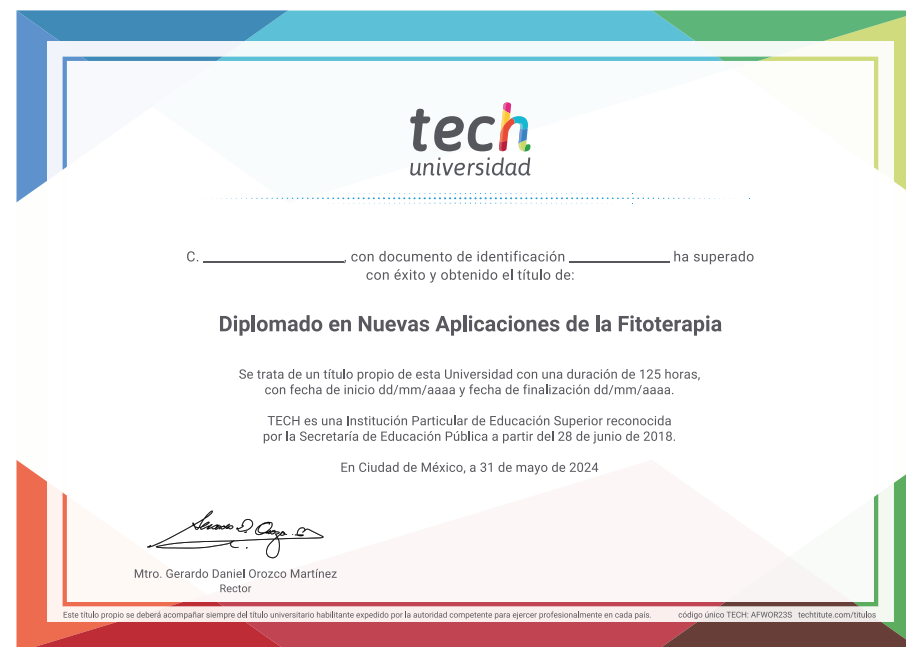 tech
universidad
C. ____________, con documento de identificación _________ ha superado
con éxito y obtenido el título de:
Diplomado en Nuevas Aplicaciones de la Fitoterapia
Se trata de un título propio de esta Universidad con una duración de 125 horas,
con fecha de inicio dd/mm/aaaa y fecha de finalización dd/mm/aaaa.
TECH es una Institución Particular de Educación Superior reconocida
por la Secretaría de Educación Pública a partir del 28 de junio de 2018.
En Ciudad de México, a 31 de mayo de 2024
Mtro. Gerardo Daniel Orozco Martínez
Rector
Este título propio se deberá acompañar siempre del título universitario habilitante expedido por la autoridad competente para ejercer profesionalmente en cada país. código único TECH: AFWOR23S techtitute.com/titulos